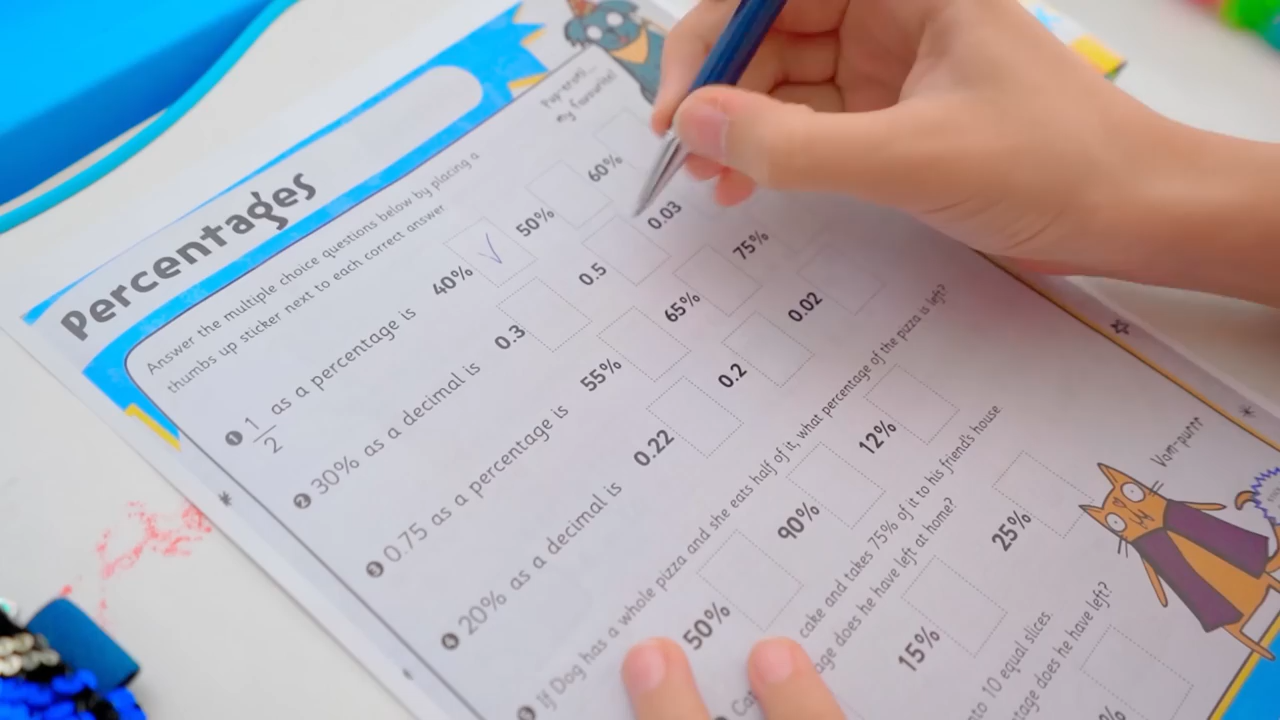 Percentages
my favourite!
Answer the multiple choice questions below by placing a
thumbs up sticker next to each correct answer
1 1/2 as a percentage is 40% ✓ 50% 60%
2 30% as a decimal is 0.3 0.5 0.03
3 0.75 as a percentage is 55% 65% 75%
4 20% as a decimal is 0.22 0.2 0.02
5 If Dog has a whole pizza and she eats half of it, what percentage of the pizza is left?
50% 90% 12%
cake and takes 75% of it to his friend's house.
does he have left at home?
15% 25%
10 equal slices.
does he have left?
%
Vam-purrr